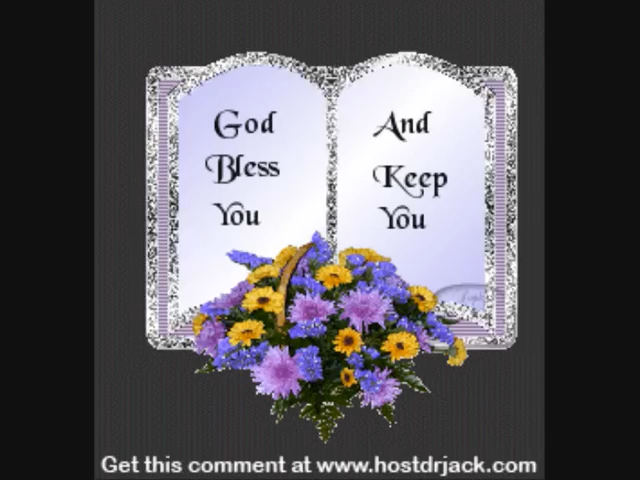 God
Bless
You
And
Keep
You
Get this comment at www.hostdrjack.com